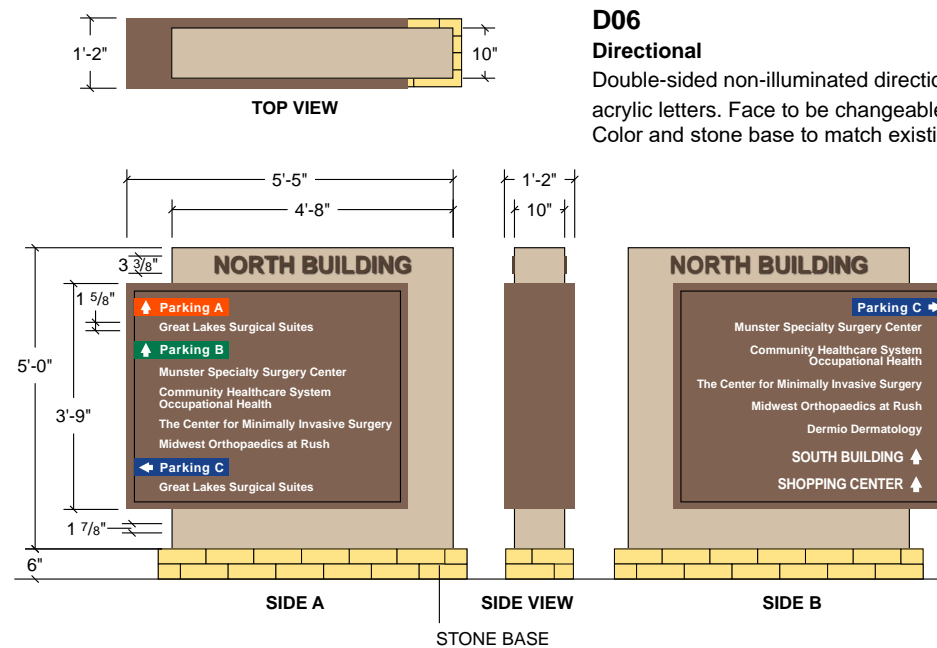 D06
Directional
Double-sided non-illuminated directio
acrylic letters. Face to be changeable
Color and stone base to match existi
1'-2"
10"
TOP VIEW
5'-5"
4'-8"
1'-2"
10"
3 3/8"
1 5/8"
5'-0"
3'-9"
1 7/8"
6"
NORTH BUILDING
Parking A
Great Lakes Surgical Suites
Parking B
Munster Specialty Surgery Center
Community Healthcare System
Occupational Health
The Center for Minimally Invasive Surgery
Midwest Orthopaedics at Rush
Parking C
Great Lakes Surgical Suites
NORTH BUILDING
Parking C
Munster Specialty Surgery Center
Community Healthcare System
Occupational Health
The Center for Minimally Invasive Surgery
Midwest Orthopaedics at Rush
Dermio Dermatology
SOUTH BUILDING
SHOPPING CENTER
SIDE A
SIDE VIEW
SIDE B
STONE BASE